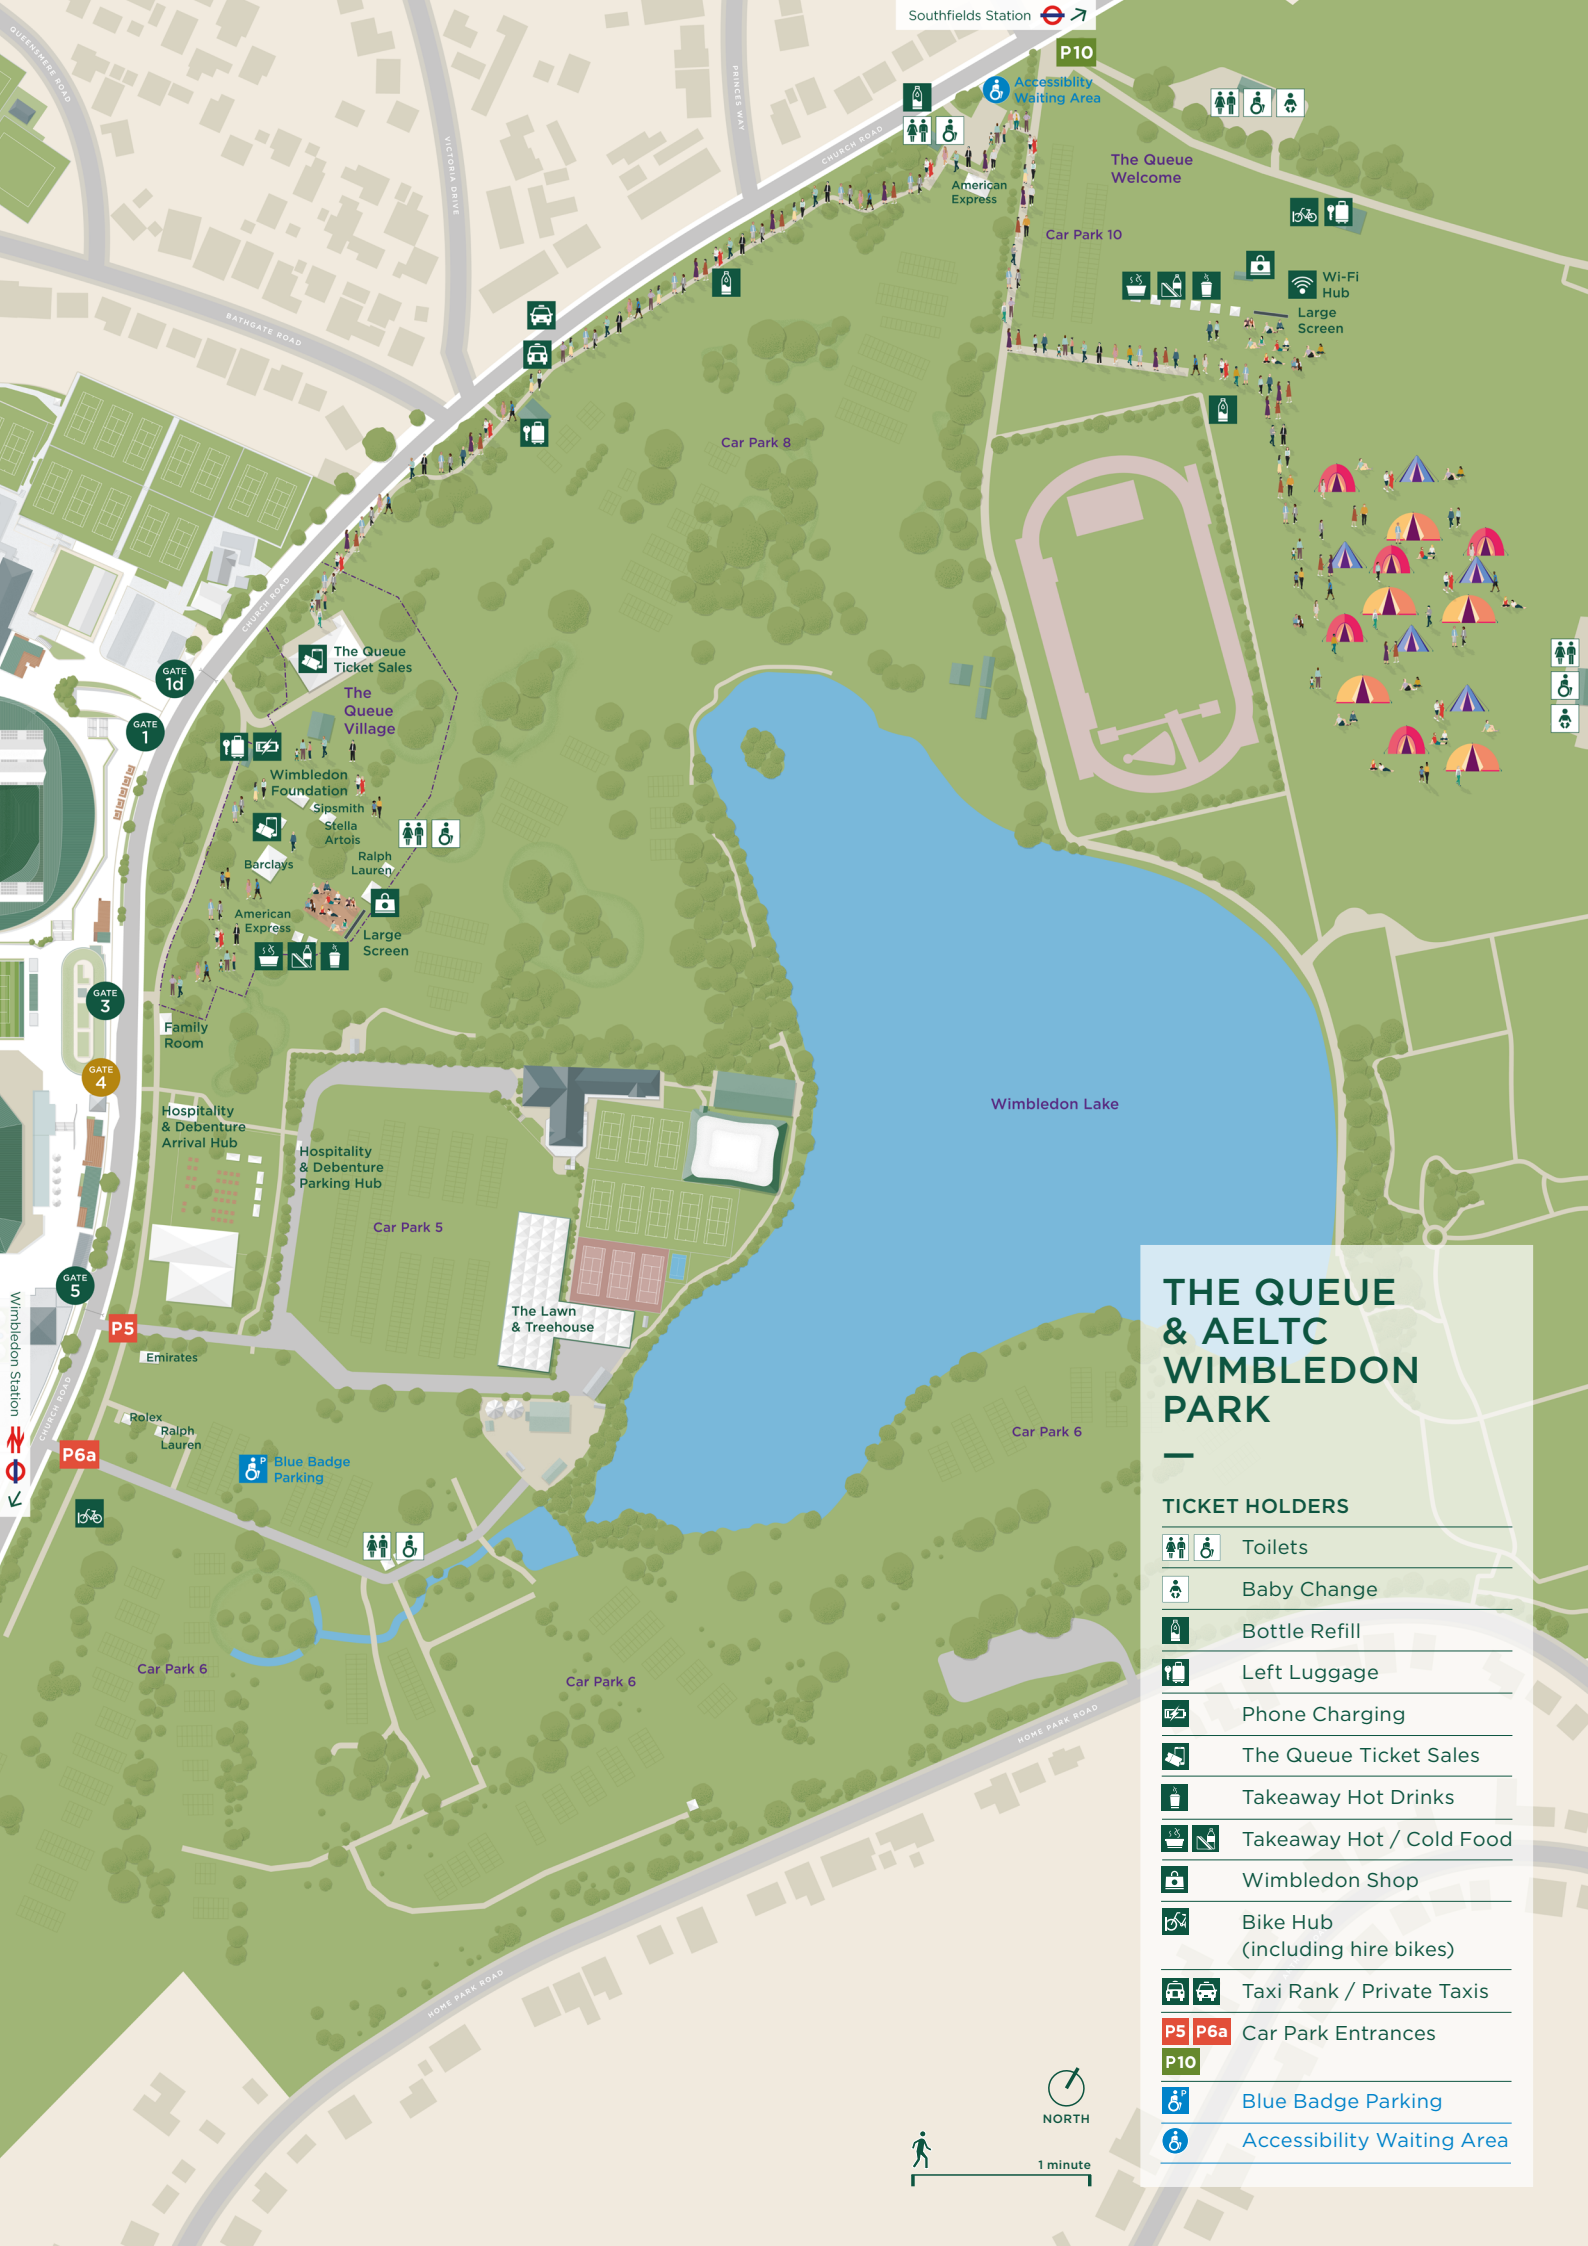 Southfields Station
P10
Accessiblity
Waiting Area
QUEENSMERE ROAD
VICTORIA DRIVE
PRINCES WAY
CHURCH ROAD
BATHGATE ROAD
The Queue
Welcome
American
Express
Car Park 10
Wi-Fi
Hub
Large
Screen
Car Park 8
CHURCH ROAD
The Queue
Ticket Sales
GATE
1d
The
Queue
Village
GATE
1
Wimbledon
Foundation
Sipsmith
Stella
Artois
Barclays
Ralph
Lauren
American
Express
Large
Screen
GATE
3
Family
Room
GATE
4
Hospitality
& Debenture
Arrival Hub
Hospitality
& Debenture
Parking Hub
Wimbledon Lake
Car Park 5
GATE
5
The Lawn
& Treehouse
P5
Emirates
Wimbledon Station
CHURCH ROAD
Rolex
Ralph
Lauren
P6a
P
Blue Badge
Parking
Car Park 6
Car Park 6
Car Park 6
HOME PARK ROAD
HOME PARK ROAD
THE QUEUE
& AELTC
WIMBLEDON
PARK
TICKET HOLDERS
Toilets
Baby Change
Bottle Refill
Left Luggage
Phone Charging
The Queue Ticket Sales
Takeaway Hot Drinks
Takeaway Hot / Cold Food
Wimbledon Shop
Bike Hub
(including hire bikes)
Taxi Rank / Private Taxis
P5 P6a Car Park Entrances
P10
P Blue Badge Parking
Accessibility Waiting Area
NORTH
1 minute